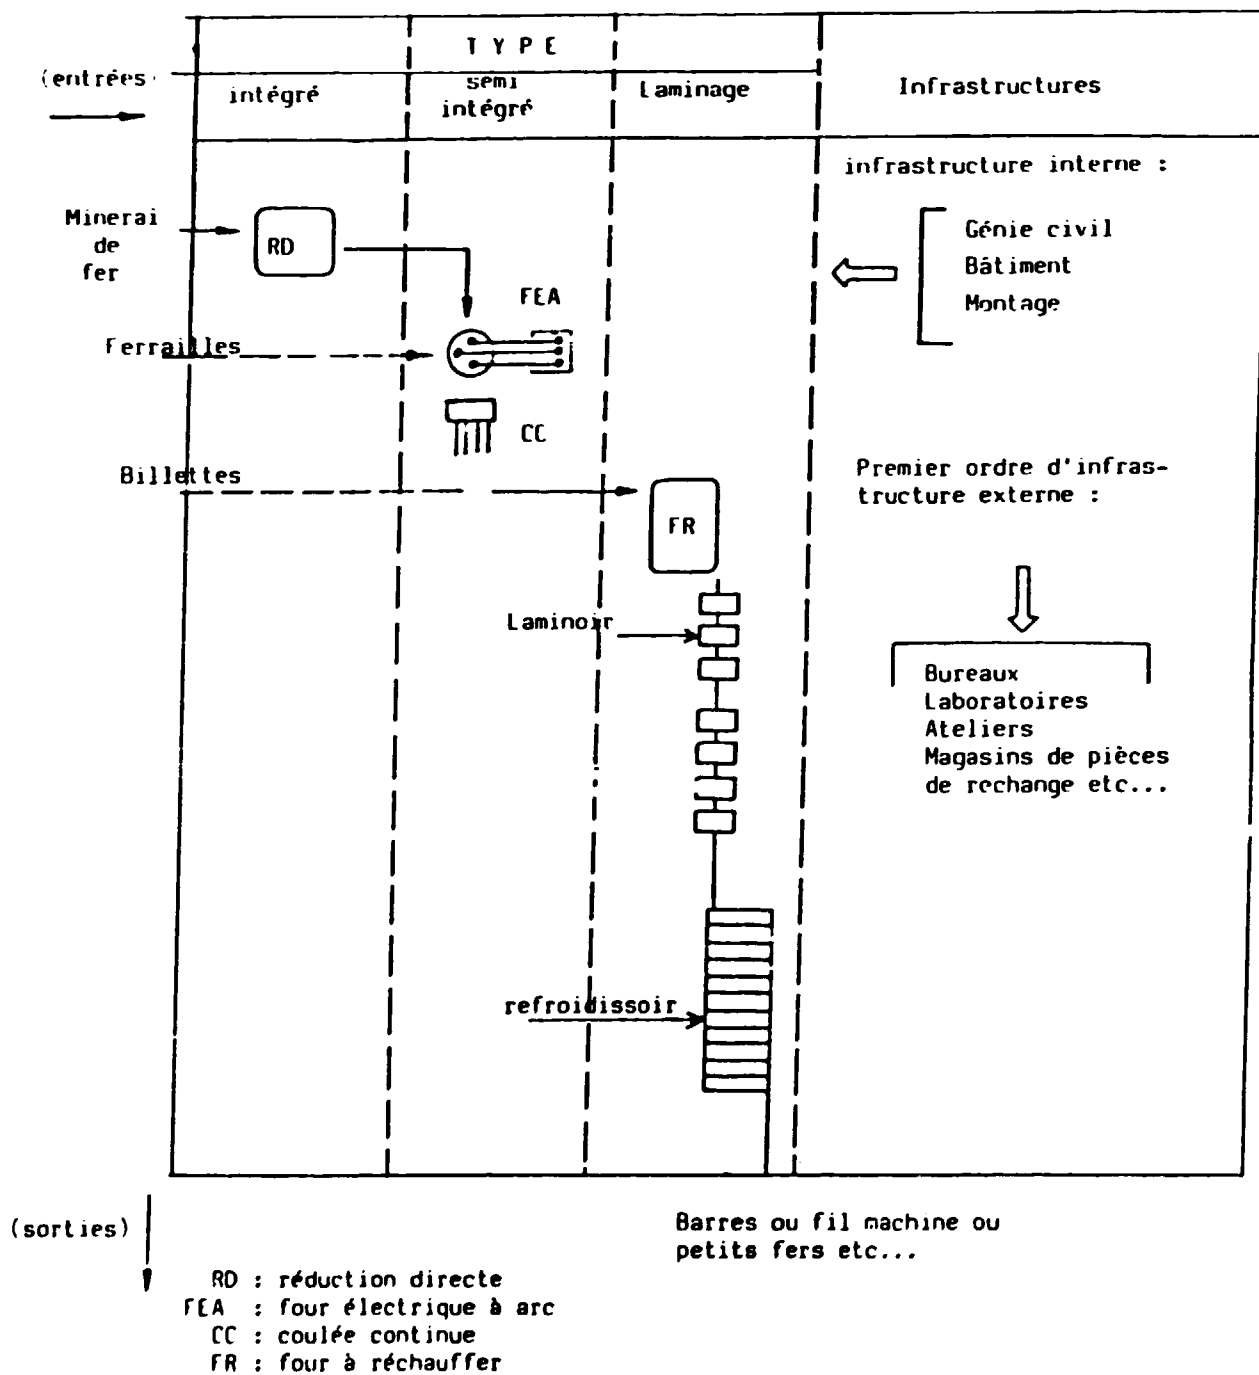 TYPE
(entrées)
intégré
semi
intégré
Laminage
Infrastructures
infrastructure interne :
Minerai
de
fer
RD
Génie civil
Bâtiment
Montage
FEA
Ferrailles
CC
Billettes
Premier ordre d'infras-
tructure externe :
FR
Laminoir
Bureaux
Laboratoires
Ateliers
Magasins de pièces
de rechange etc...
refroidissoir
(sorties)
Barres ou fil machine ou
petits fers etc...
RD : réduction directe
FEA : four électrique à arc
CC : coulée continue
FR : four à réchauffer